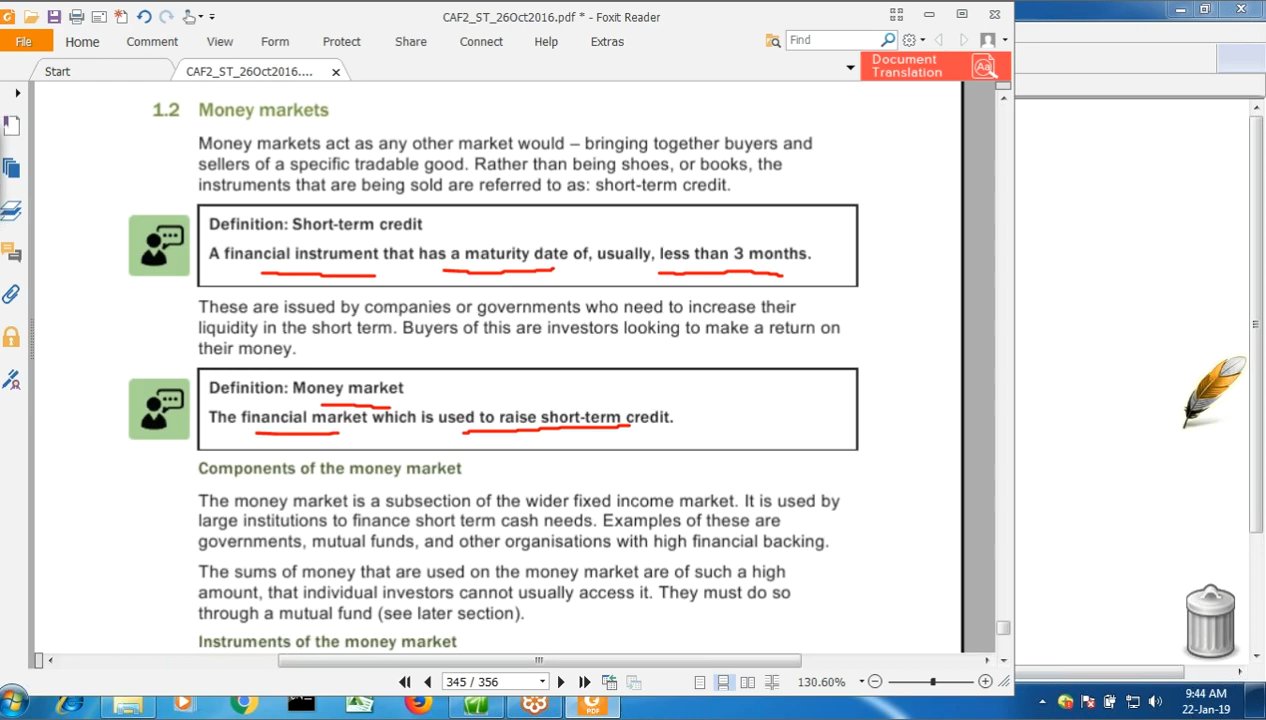 CAF2_ST_26Oct2016.pdf * - Foxit Reader
File Home Comment View Form Protect Share Connect Help Extras
Find
Start
CAF2_ST_26Oct2016....
Document
Translation
1.2 Money markets
Money markets act as any other market would – bringing together buyers and
sellers of a specific tradable good. Rather than being shoes, or books, the
instruments that are being sold are referred to as: short-term credit.
Definition: Short-term credit
A financial instrument that has a maturity date of, usually, less than 3 months.
These are issued by companies or governments who need to increase their
liquidity in the short term. Buyers of this are investors looking to make a return on
their money.
Definition: Money market
The financial market which is used to raise short-term credit.
Components of the money market
The money market is a subsection of the wider fixed income market. It is used by
large institutions to finance short term cash needs. Examples of these are
governments, mutual funds, and other organisations with high financial backing.
The sums of money that are used on the money market are of such a high
amount, that individual investors cannot usually access it. They must do so
through a mutual fund (see later section).
Instruments of the money market
345 / 356
130.60%
9:44 AM
22-Jan-19